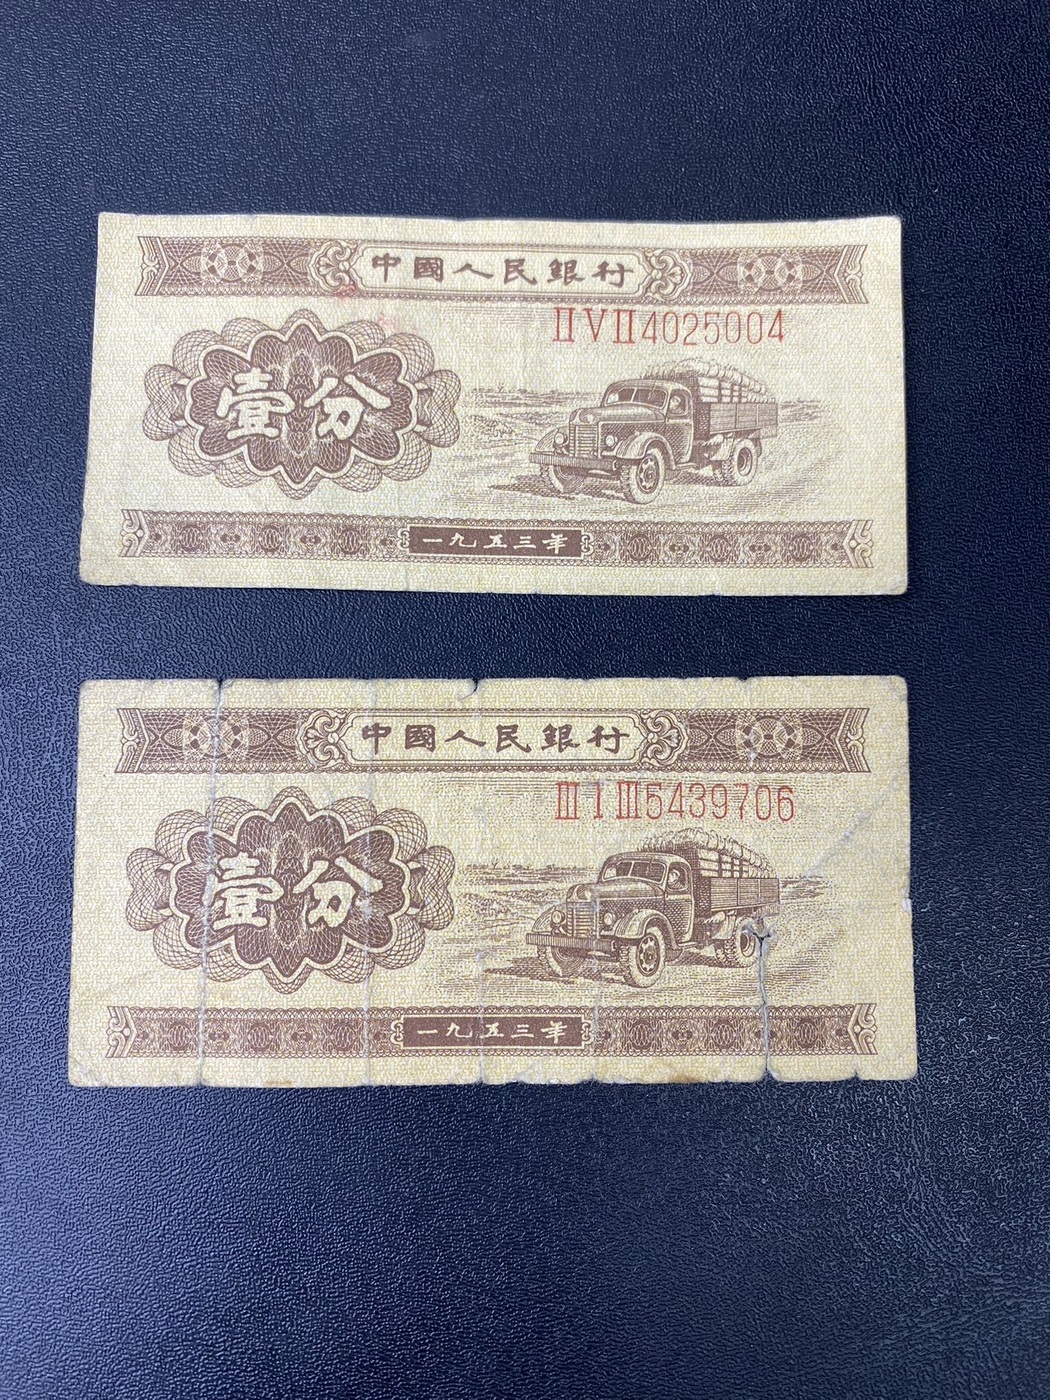 中國人民銀行
ⅡⅤⅡ4025004
壹分
一九五三年
中國人民銀行
ⅢⅠⅢ5439706
壹分
一九五三年